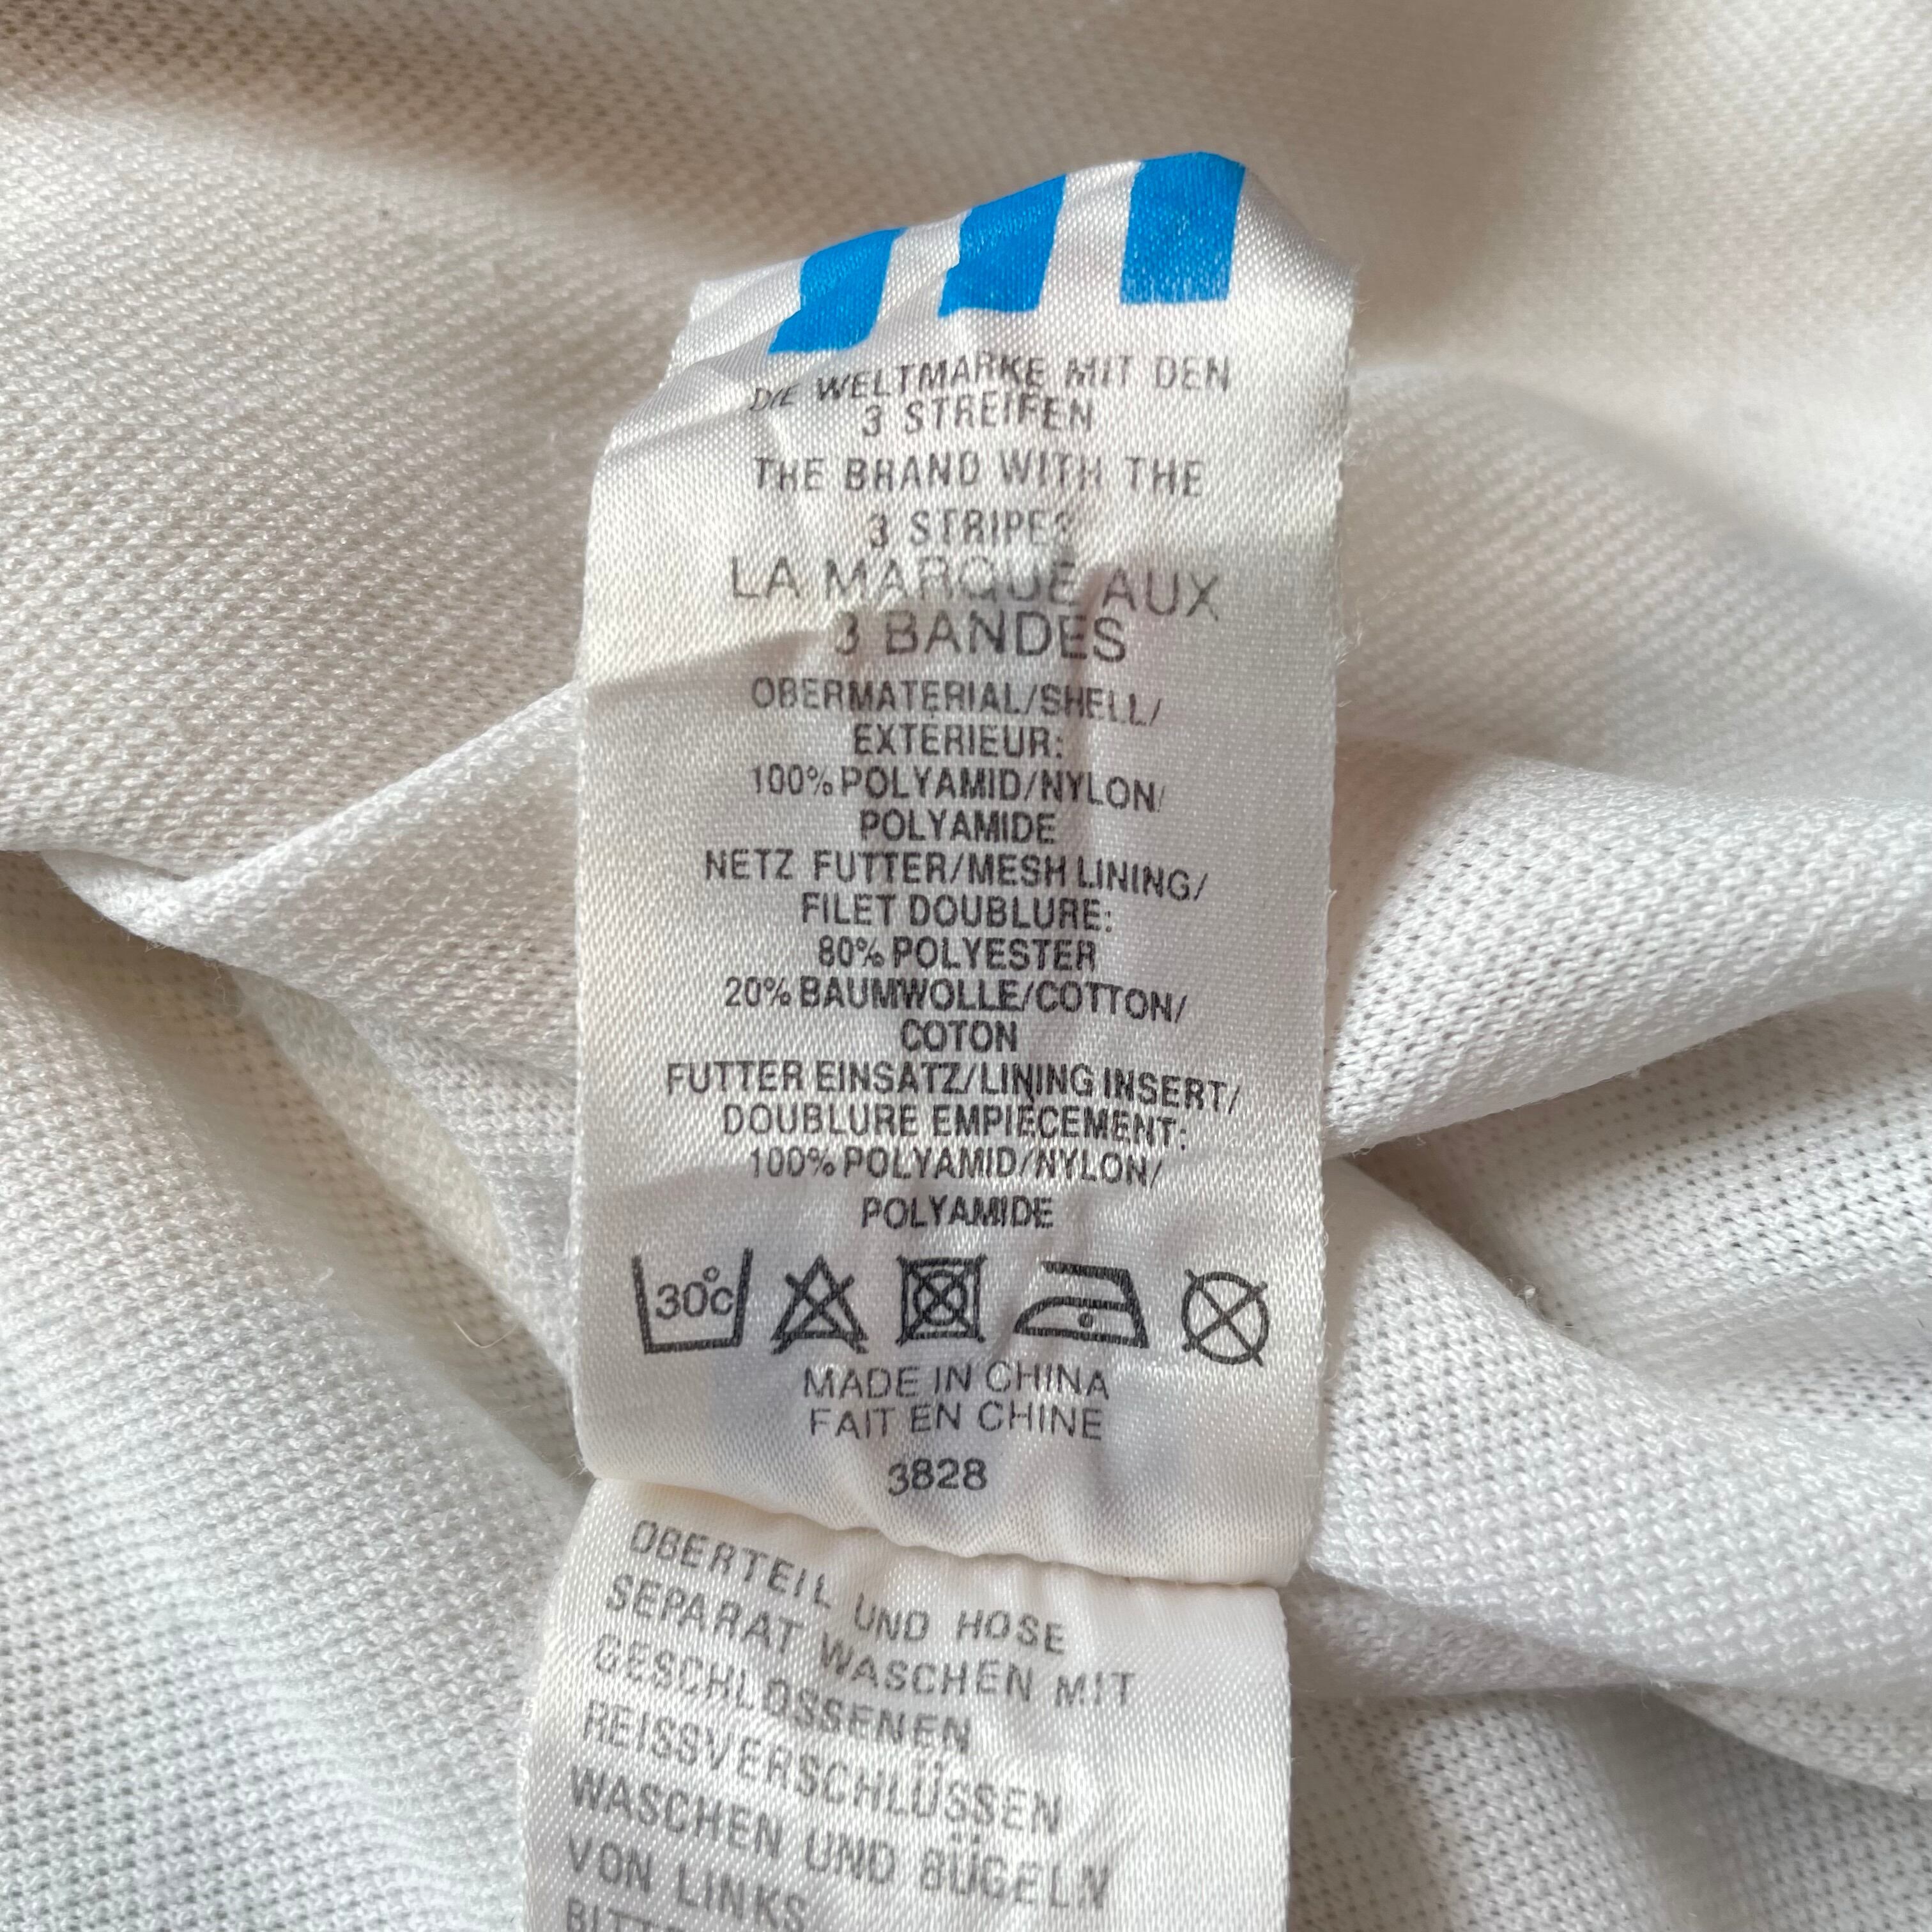 DIE WELTMARKE MIT DEN
3 STREIFEN
THE BRAND WITH THE
3 STRIPES
LA MARQUE AUX
3 BANDES
OBERMATERIAL/SHELL/
EXTERIEUR:
100% POLYAMID/NYLON/
POLYAMIDE
NETZ FUTTER/MESH LINING/
FILET DOUBLURE:
80% POLYESTER
20% BAUMWOLLE/COTTON/
COTON
FUTTER EINSATZ/LINING INSERT/
DOUBLURE EMPIÈCEMENT:
100% POLYAMID/NYLON/
POLYAMIDE
30°C
MADE IN CHINA
FAIT EN CHINE
3828
OBERTEIL UND HOSE
SEPARAT WASCHEN MIT
GESCHLOSSENEN
REISSVERSCHLÜSSEN
WASCHEN UND BÜGELN
VON LINKS